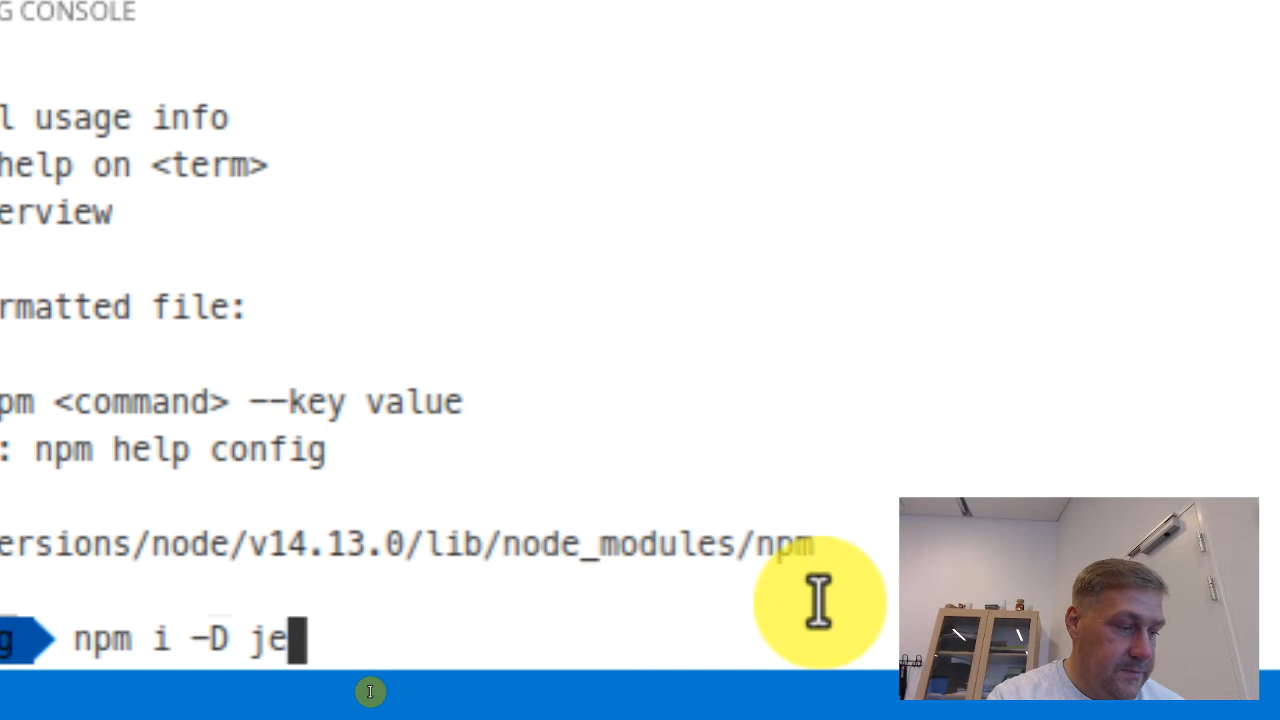 G CONSOLE
l usage info
help on <term>
erview
rmatted file:
pm <command> --key value
: npm help config
ersions/node/v14.13.0/lib/node_modules/npm
g npm i -D je